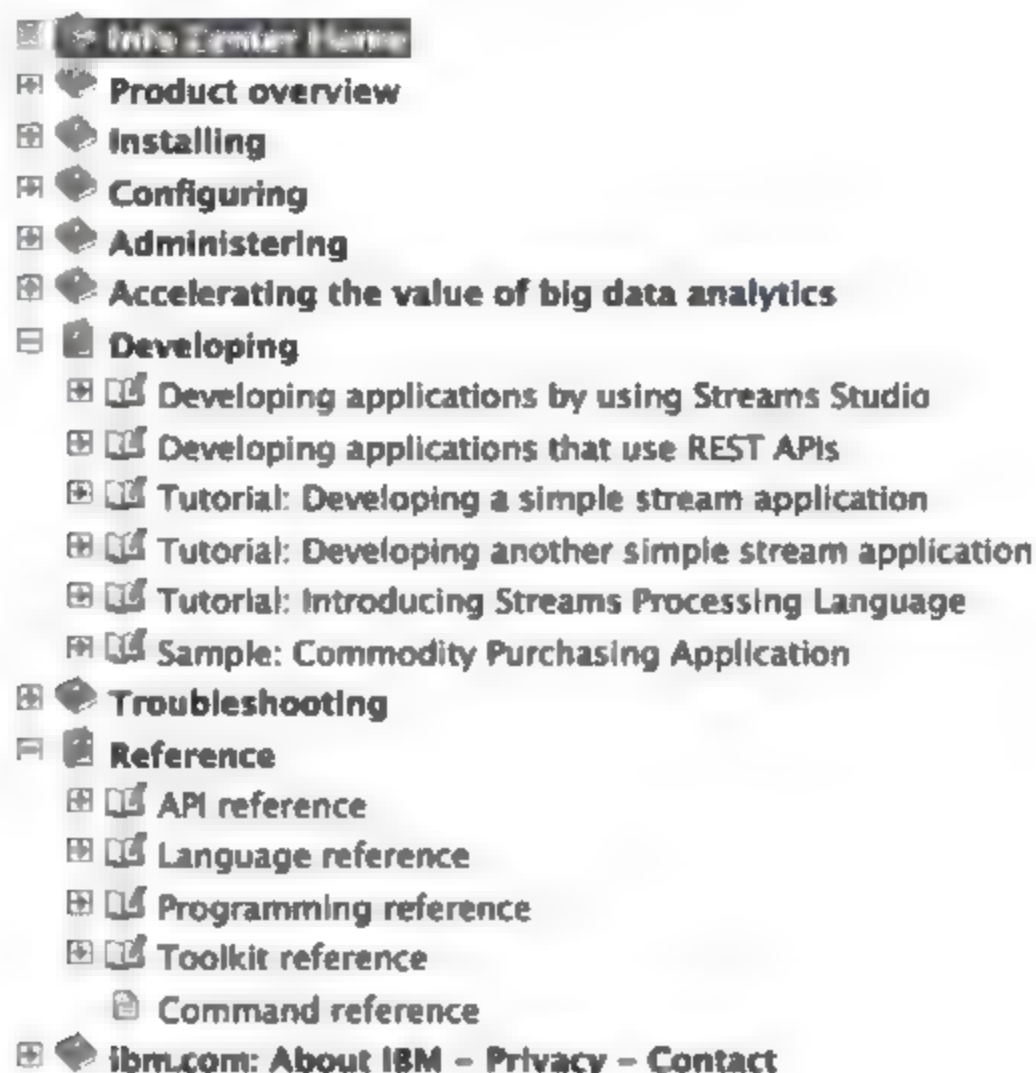 Info Center Home
Product overview
Installing
Configuring
Administering
Accelerating the value of big data analytics
Developing
Developing applications by using Streams Studio
Developing applications that use REST APIs
Tutorial: Developing a simple stream application
Tutorial: Developing another simple stream application
Tutorial: Introducing Streams Processing Language
Sample: Commodity Purchasing Application
Troubleshooting
Reference
API reference
Language reference
Programming reference
Toolkit reference
Command reference
ibm.com: About IBM – Privacy – Contact